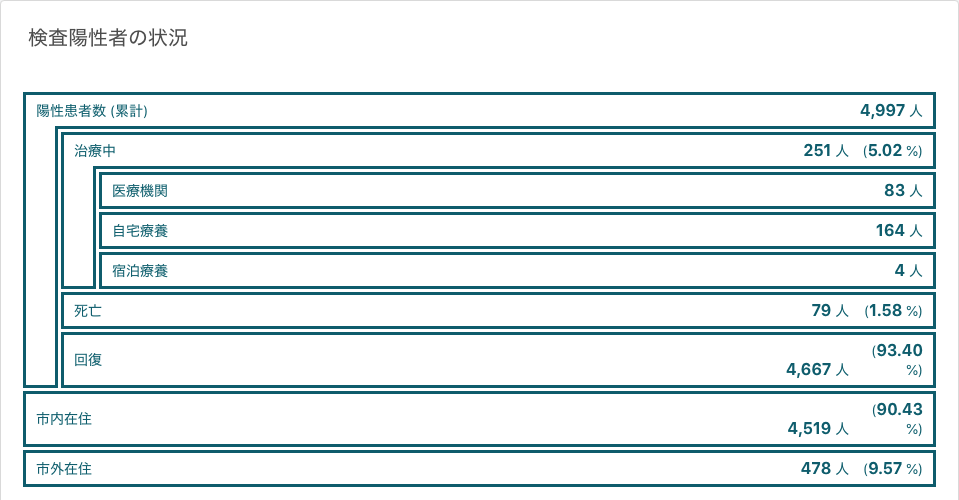 検査陽性者の状況
陽性患者数 (累計) 4,997 人
治療中 251 人 (5.02 %)
医療機関 83 人
自宅療養 164 人
宿泊療養 4 人
死亡 79 人 (1.58 %)
回復 4,667 人 (93.40 %)
市内在住 4,519 人 (90.43 %)
市外在住 478 人 (9.57 %)